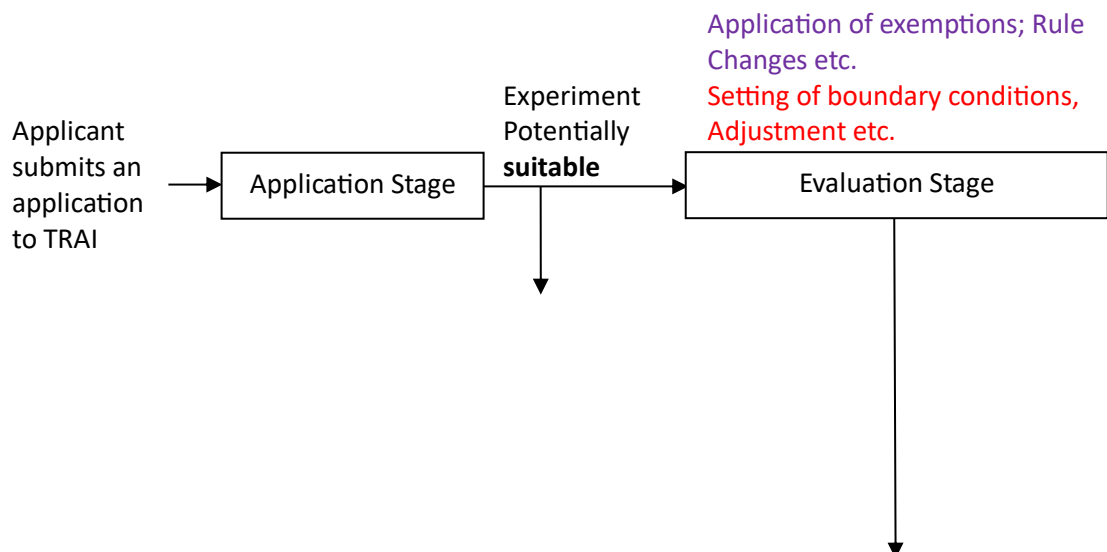 Applicant
submits an
application
to TRAI
Application Stage
Experiment
Potentially
suitable
Application of exemptions; Rule
Changes etc.
Setting of boundary conditions,
Adjustment etc.
Evaluation Stage